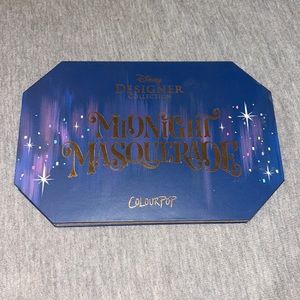 Disney
DESIGNER
COLLECTION
MIDNIGHT
MASQUERADE
COLOURPOP